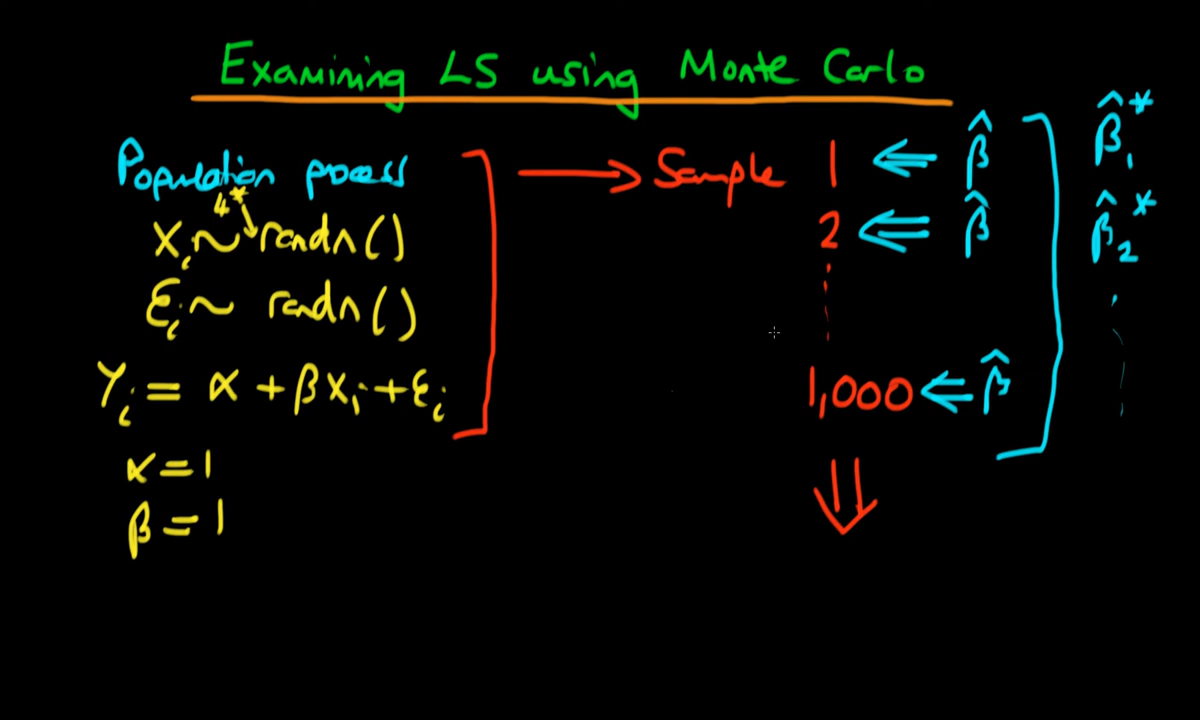 Examining LS using Monte Carlo
Population process
4*
Xᵢ ~ randn()
εᵢ ~ randn()
Yᵢ = α + βXᵢ + εᵢ
α = 1
β = 1
→ Sample 1 ⇐ β̂
2 ⇐ β̂
1,000 ⇐ β̂
⇓
β̂₁*
β̂₂*